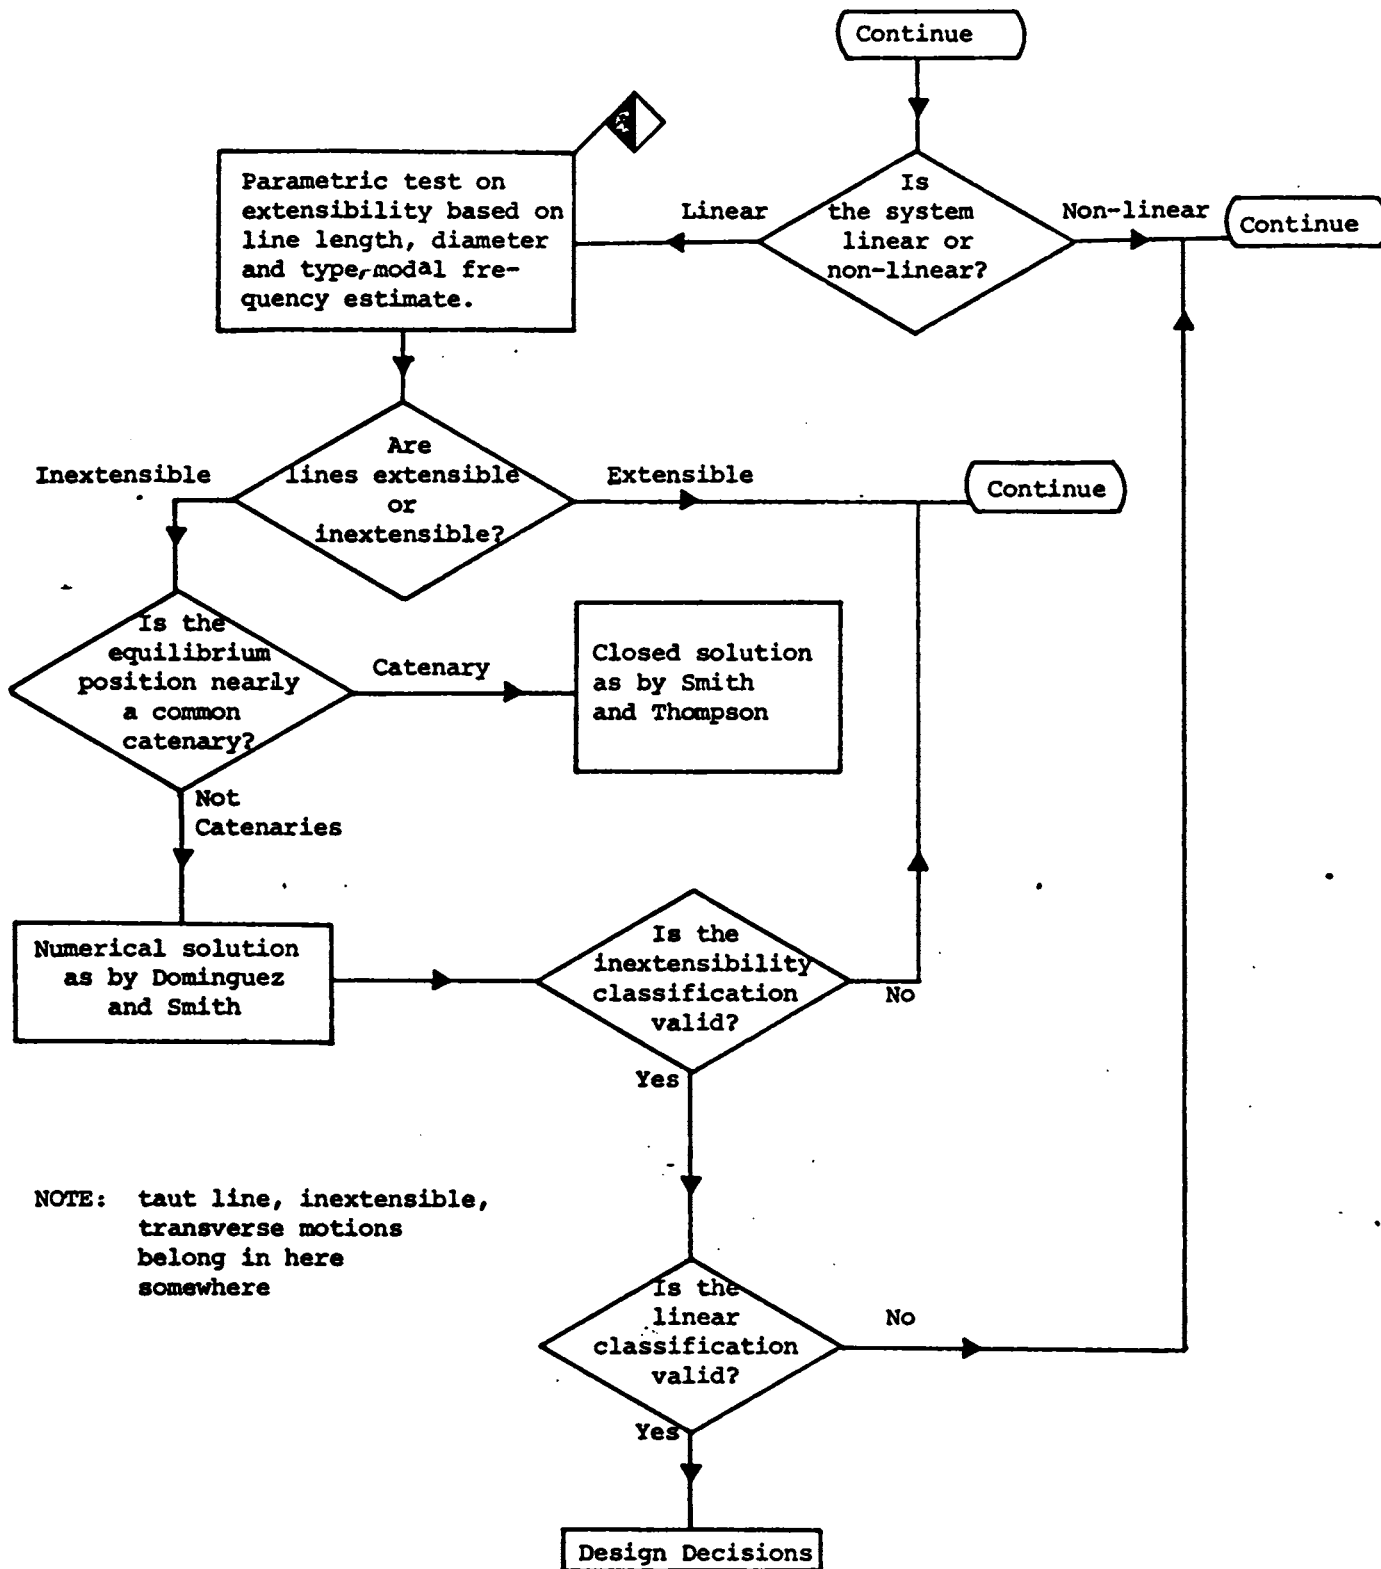 Continue
Is
the system
linear or
non-linear?
Linear
Non-linear
Continue
Parametric test on
extensibility based on
line length, diameter
and type, modal fre-
quency estimate.
Are
lines extensible
or
inextensible?
Inextensible
Extensible
Continue
Is the
equilibrium
position nearly
a common
catenary?
Catenary
Closed solution
as by Smith
and Thompson
Not
Catenaries
Numerical solution
as by Dominguez
and Smith
Is the
inextensibility
classification
valid?
No
Yes
NOTE: taut line, inextensible,
transverse motions
belong in here
somewhere
Is the
linear
classification
valid?
No
Yes
Design Decisions